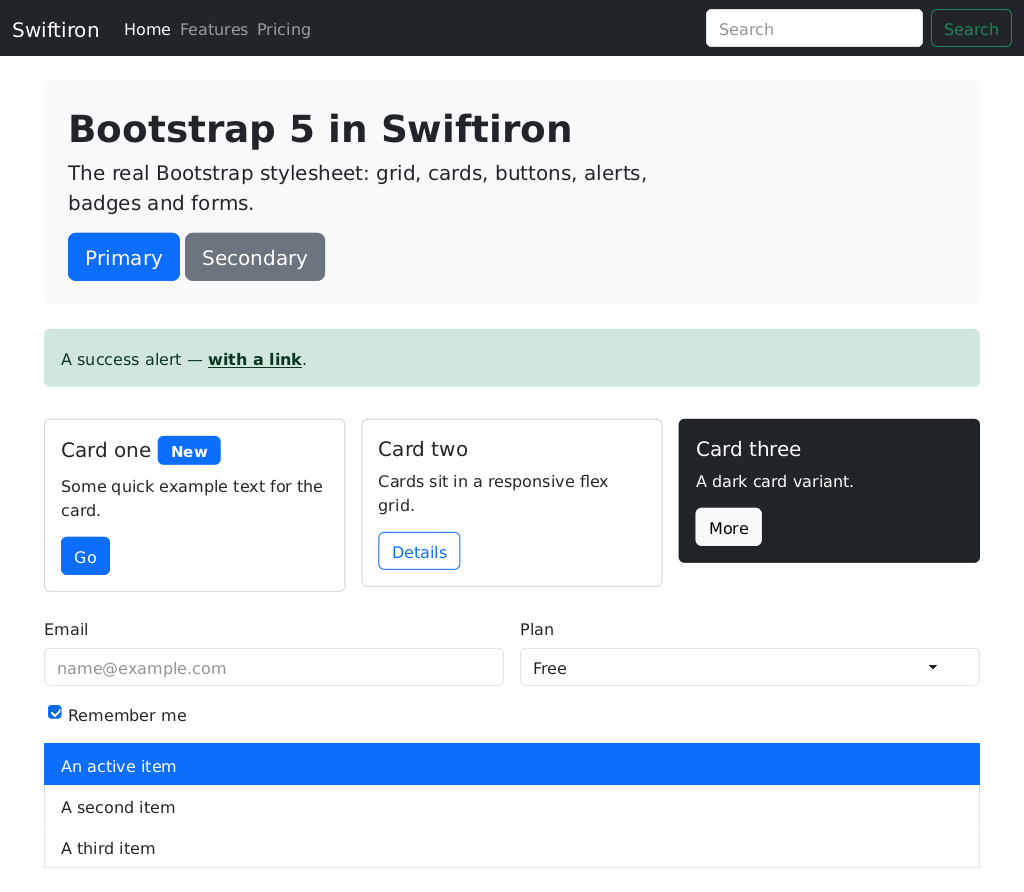 Swiftiron Home Features Pricing Search Search
Bootstrap 5 in Swiftiron
The real Bootstrap stylesheet: grid, cards, buttons, alerts,
badges and forms.
Primary Secondary
A success alert — with a link.
Card one New
Some quick example text for the
card.
Go
Card two
Cards sit in a responsive flex
grid.
Details
Card three
A dark card variant.
More
Email
name@example.com
Plan
Free
Remember me
An active item
A second item
A third item